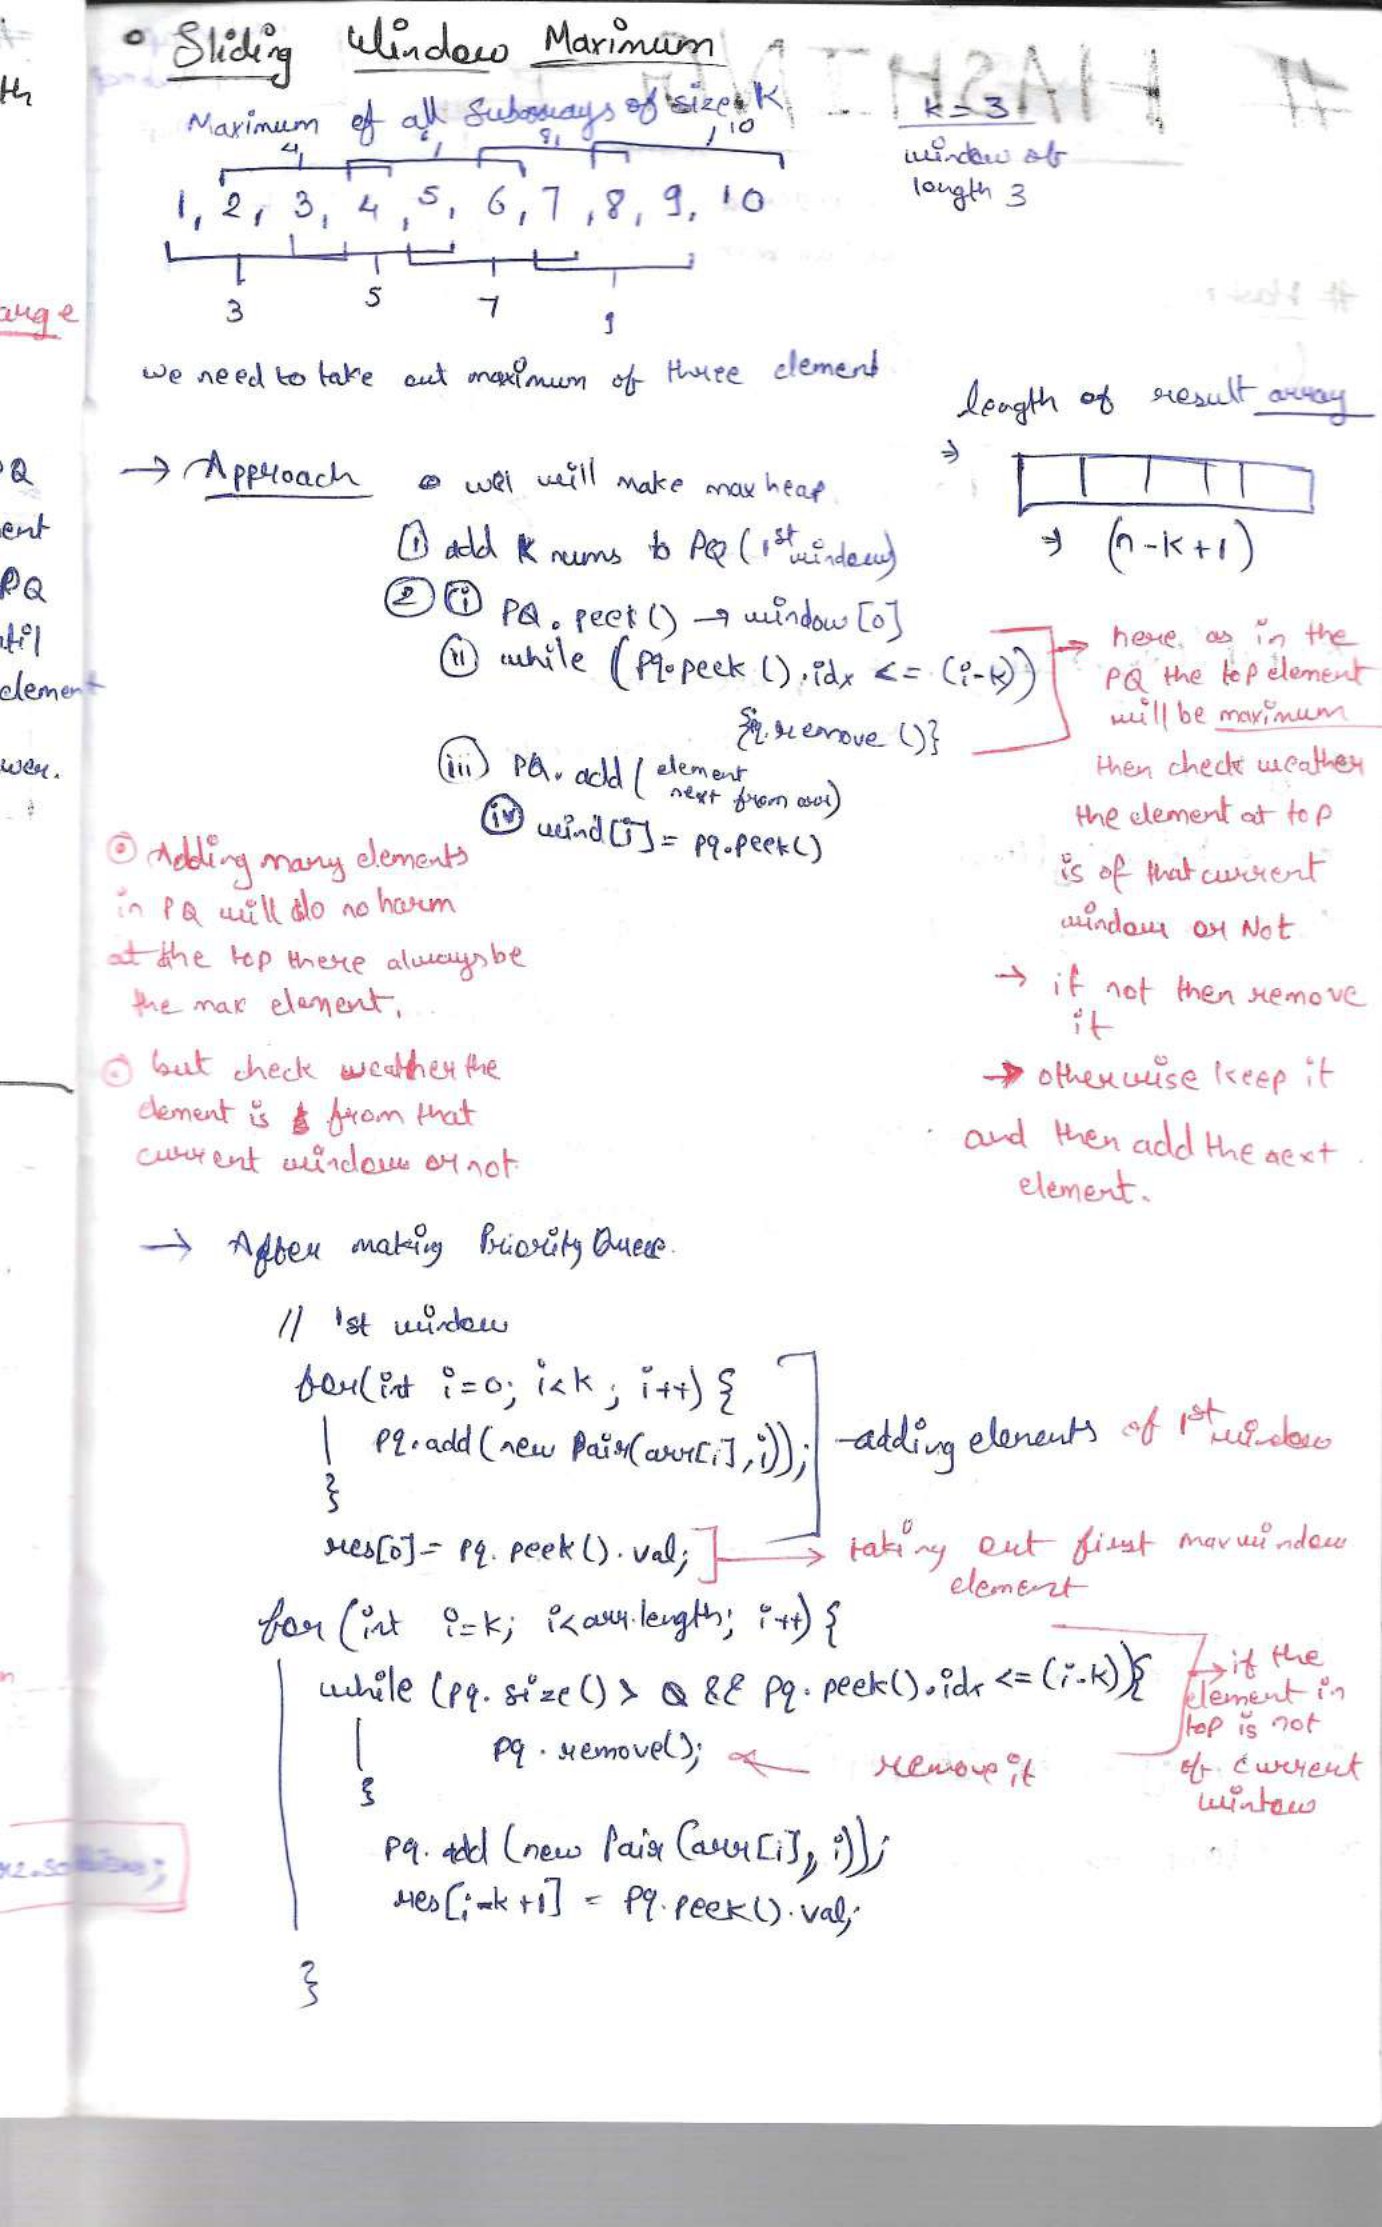 Sliding Window Maximum
Maximum of all Subarrays of size K
k = 3
window of
length 3
4, 6, 8, , 10
1, 2, 3, 4, 5, 6, 7, 8, 9, 10
3 5 7 9
we need to take out maximum of three element
length of result array
⇒
⇒ (n-k+1)
→ Approach
we will make max heap
(i) add K nums to PQ (1st window)
(2) (i) PQ.peek() → window[0]
(ii) while (pq.peek().idx <= (i-k))
{pq.remove()}
(iii) PQ.add( element
next from arr)
(iv) wind[i] = pq.peek()
→ here, as in the
PQ the top element
will be maximum
then check weather
the element at top
is of that current
window or Not
→ if not then remove
it
→ otherwise keep it
and then add the next
element.
Adding many elements
in PQ will do no harm
at the top there always be
the max element.
but check weather the
element is from that
current window or not.
→ After making Priority Queue.
// 1st window
for(int i=0; i<k; i++) {
pq.add(new Pair(arr[i], i));
}
adding elements of 1st window
res[0] = pq.peek().val;
→ taking out first max window
element
for (int i=k; i<arr.length; i++) {
while (pq.size() > 0 && pq.peek().idx <= (i-k)){
pq.remove();
remove it
}
→ if the
element in
top is not
of current
window
pq.add (new Pair (arr[i], i));
res[i-k+1] = pq.peek().val;
}
# HASHING
th
ange
PQ
ent
PQ
til
element
wer.